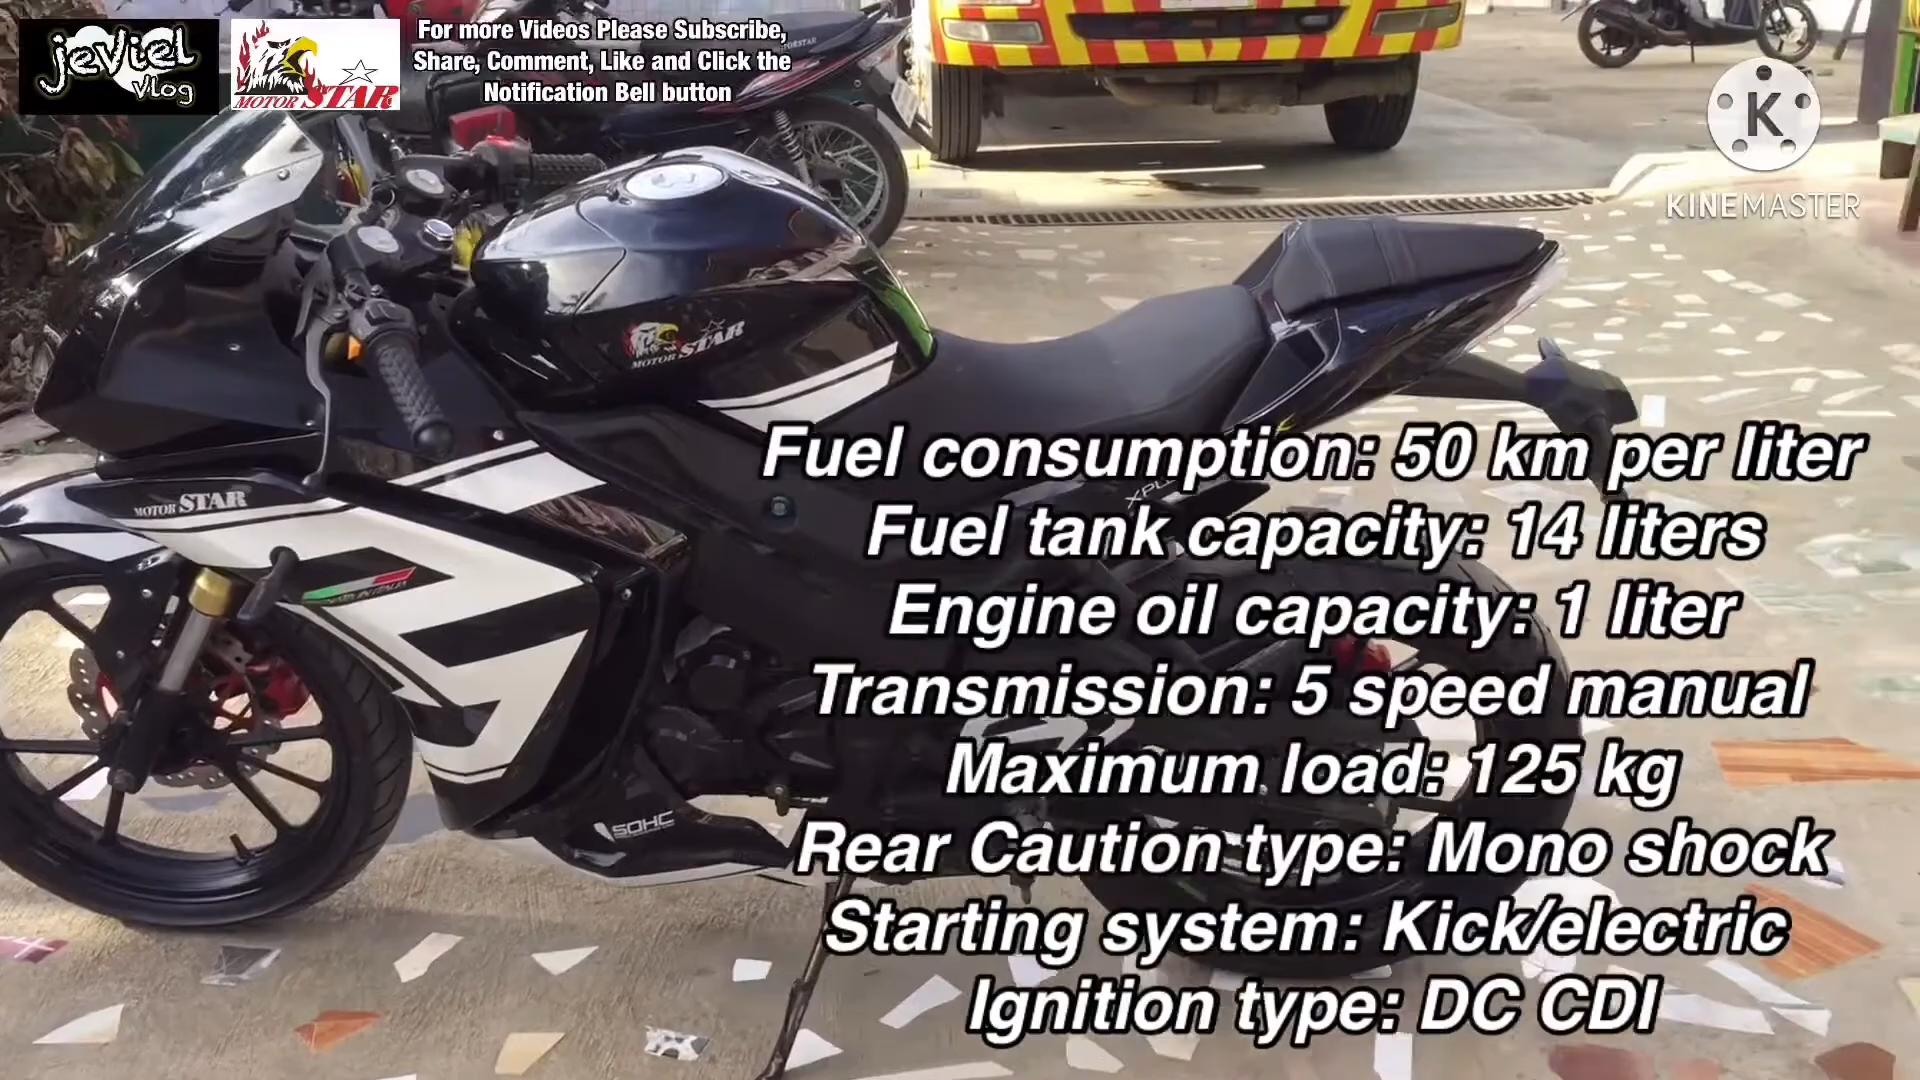 jeViel
Vlog
MOTOR STAR
For more Videos Please Subscribe,
Share, Comment, Like and Click the
Notification Bell button
K
KINEMASTER
MOTOR STAR
MOTOR STAR
SOHC
Fuel consumption: 50 km per liter
Fuel tank capacity: 14 liters
Engine oil capacity: 1 liter
Transmission: 5 speed manual
Maximum load: 125 kg
Rear Caution type: Mono shock
Starting system: Kick/electric
Ignition type: DC CDI